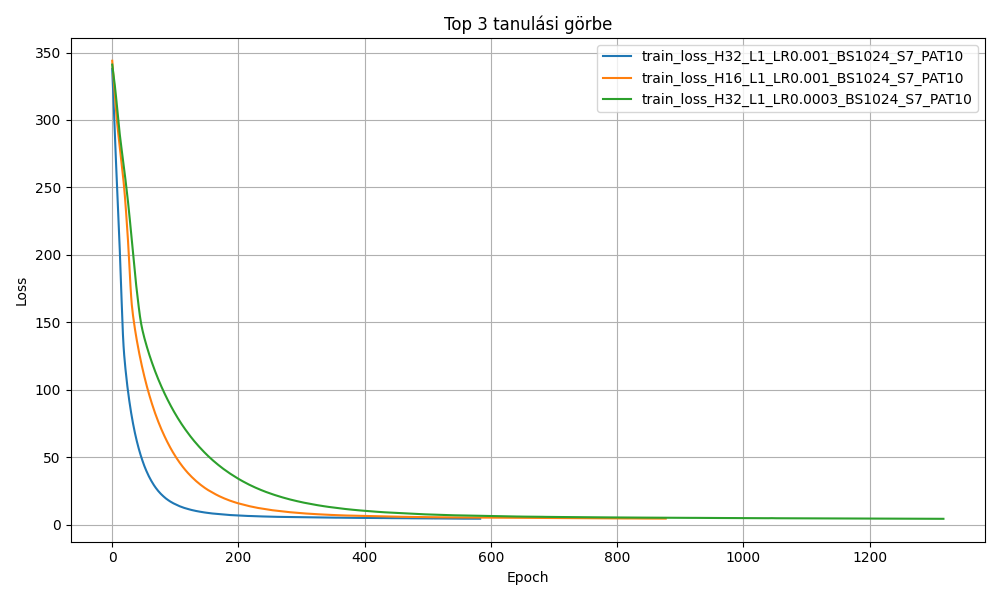 Top 3 tanulási görbe
train_loss_H32_L1_LR0.001_BS1024_S7_PAT10
train_loss_H16_L1_LR0.001_BS1024_S7_PAT10
train_loss_H32_L1_LR0.0003_BS1024_S7_PAT10
Loss
350
300
250
200
150
100
50
0
0 200 400 600 800 1000 1200
Epoch